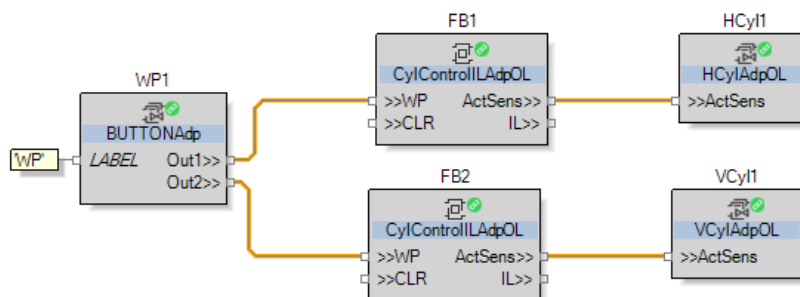 FB1
HCyl1
CylControlILAdpOL
HCylAdpOL
WP1
>>WP ActSens>>
>>ActSens
BUTTONAdp
>>CLR IL>>
'WP'
LABEL Out1>>
Out2>>
FB2
VCyl1
CylControlILAdpOL
VCylAdpOL
>>WP ActSens>>
>>ActSens
>>CLR IL>>